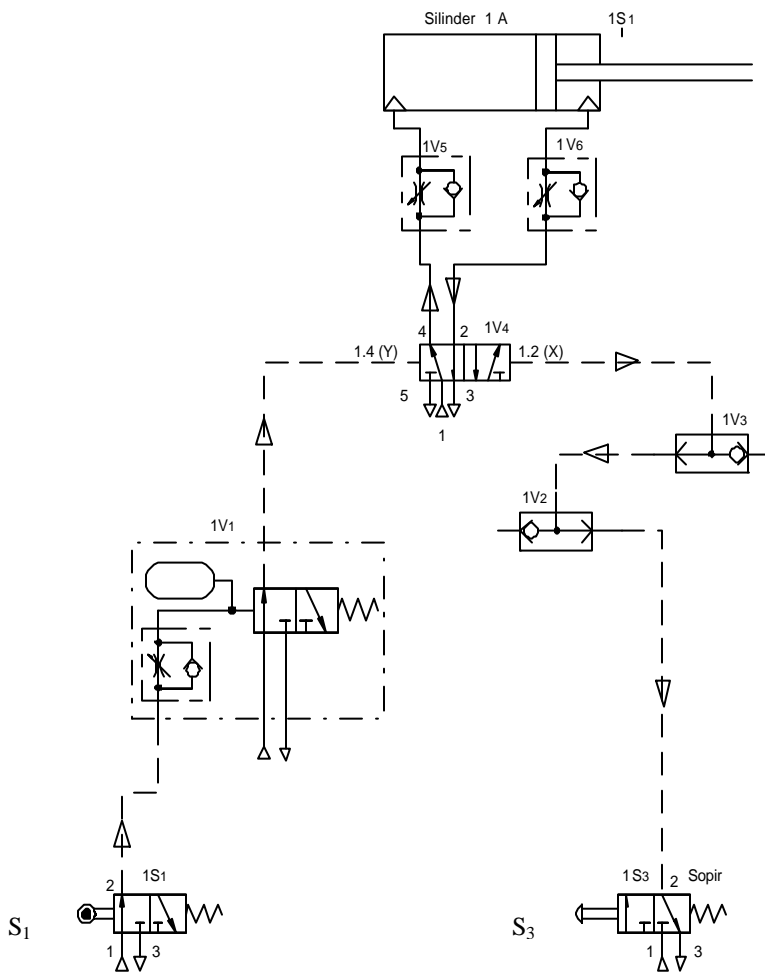 Silinder 1 A 1S1
1V5 1V6
4 2 1V4
1.4 (Y) 1.2 (X)
5 3
1
1V3
1V2
1V1
2 1S1
S1 1 3
1S3 2 Sopir
S3 1 3